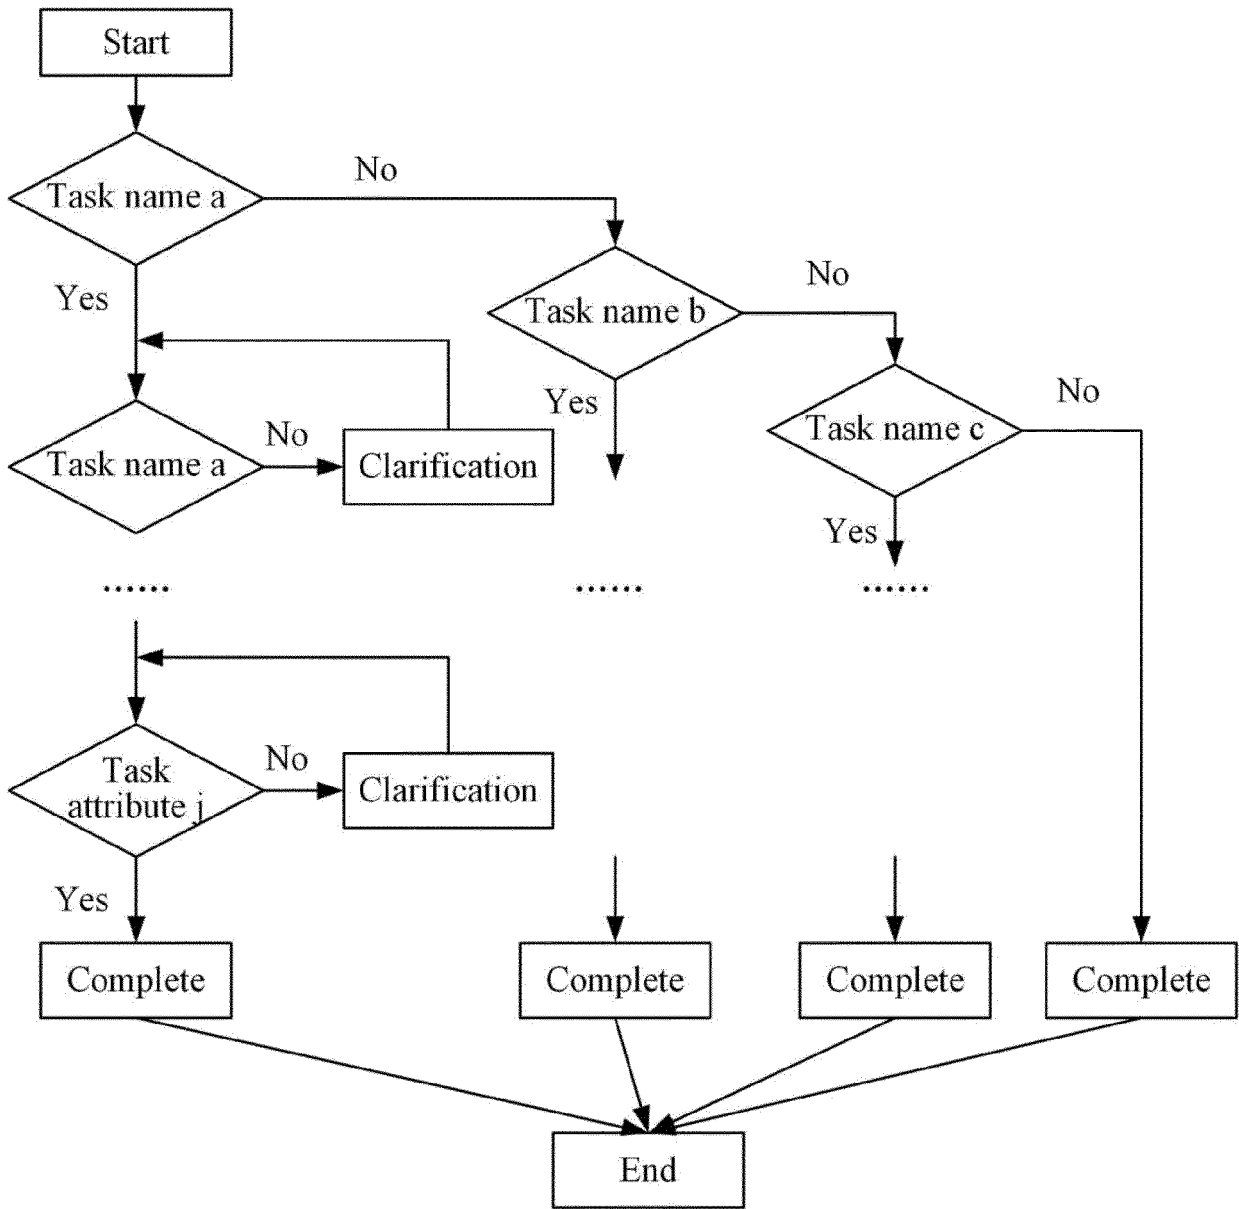 Start
Task name a
No
Yes
Task name b
No
Yes
Task name c
No
Yes
Task name a
No
Clarification
......
......
......
Task
attribute j
No
Clarification
Yes
Complete
Complete
Complete
Complete
End